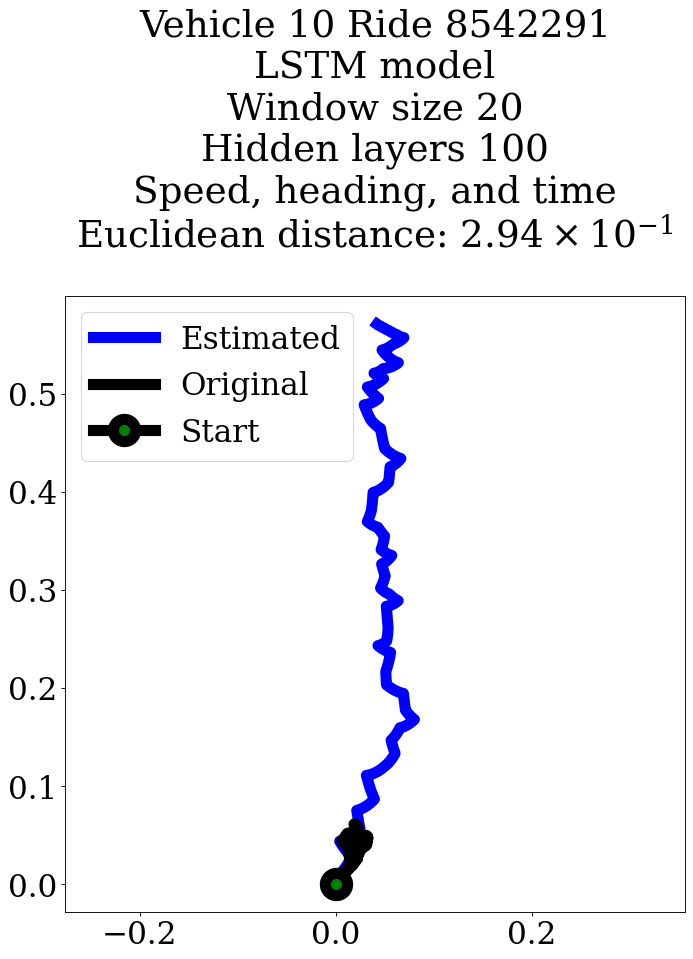 Vehicle 10 Ride 8542291
LSTM model
Window size 20
Hidden layers 100
Speed, heading, and time
Euclidean distance: 2.94 × 10⁻¹
Estimated
Original
Start
0.5
0.4
0.3
0.2
0.1
0.0
−0.2 0.0 0.2